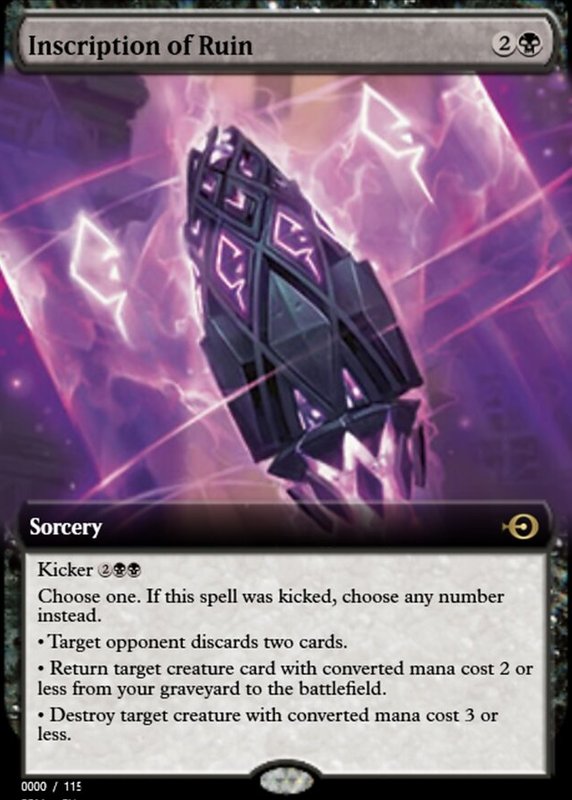 Inscription of Ruin 2
Sorcery
Kicker 2
Choose one. If this spell was kicked, choose any number
instead.
• Target opponent discards two cards.
• Return target creature card with converted mana cost 2 or
less from your graveyard to the battlefield.
• Destroy target creature with converted mana cost 3 or
less.
0000 / 115